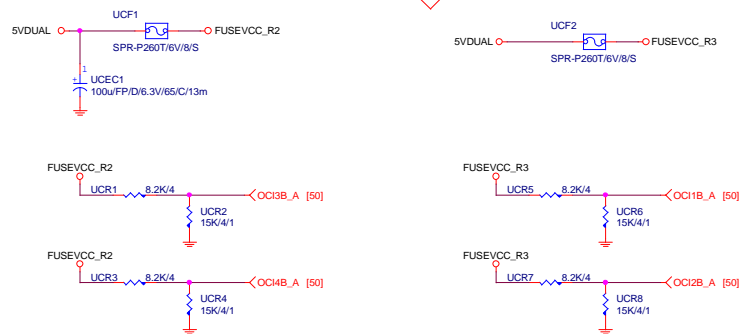 UCF1
5VDUAL
FUSEVCC_R2
SPR-P260T/6V/8/S
1
+
UCEC1
100u/FP/D/6.3V/65/C/13m
UCF2
5VDUAL
FUSEVCC_R3
SPR-P260T/6V/8/S
FUSEVCC_R2
UCR1
8.2K/4
OCI3B_A [50]
UCR2
15K/4/1
FUSEVCC_R3
UCR5
8.2K/4
OCI1B_A [50]
UCR6
15K/4/1
FUSEVCC_R2
UCR3
8.2K/4
OCI4B_A [50]
UCR4
15K/4/1
FUSEVCC_R3
UCR7
8.2K/4
OCI2B_A [50]
UCR8
15K/4/1